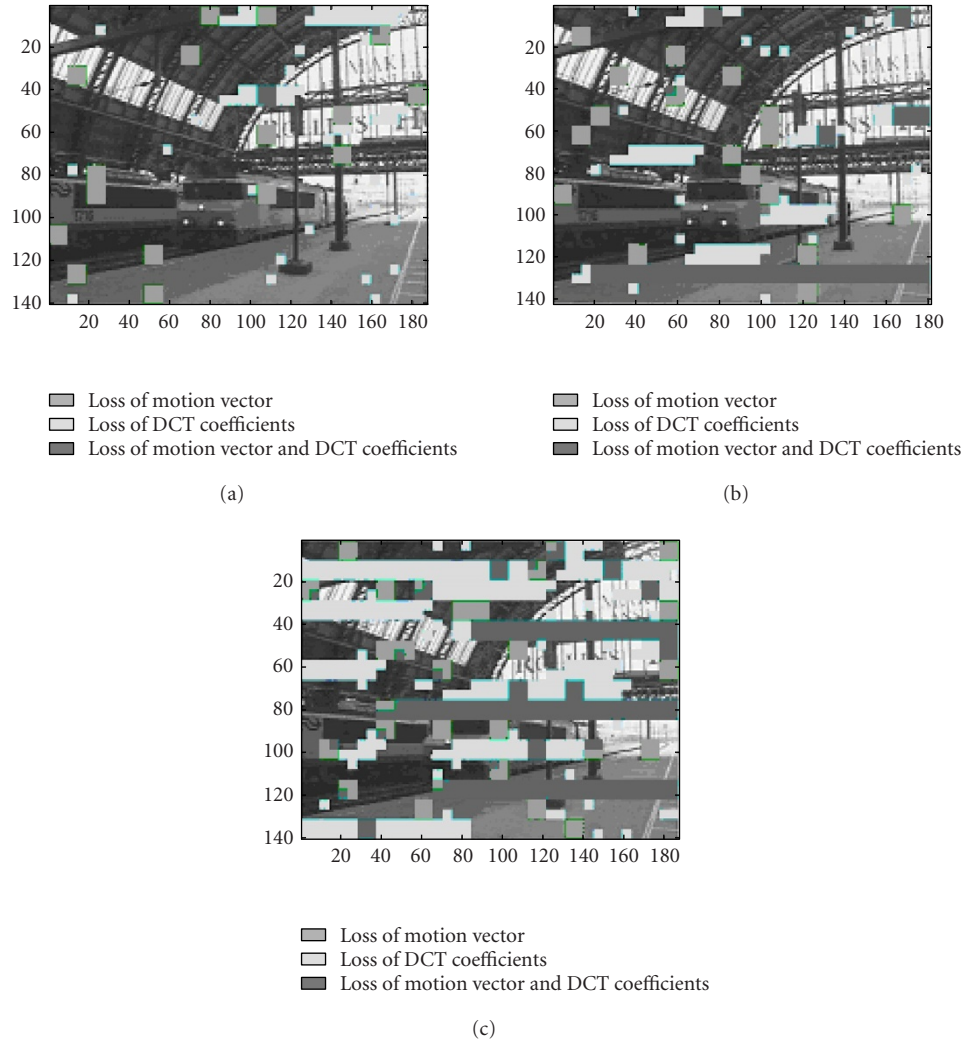 20
40
60
80
100
120
140
20 40 60 80 100 120 140 160 180
Loss of motion vector
Loss of DCT coefficients
Loss of motion vector and DCT coefficients
(a)
20
40
60
80
100
120
140
20 40 60 80 100 120 140 160 180
Loss of motion vector
Loss of DCT coefficients
Loss of motion vector and DCT coefficients
(b)
20
40
60
80
100
120
140
20 40 60 80 100 120 140 160 180
Loss of motion vector
Loss of DCT coefficients
Loss of motion vector and DCT coefficients
(c)